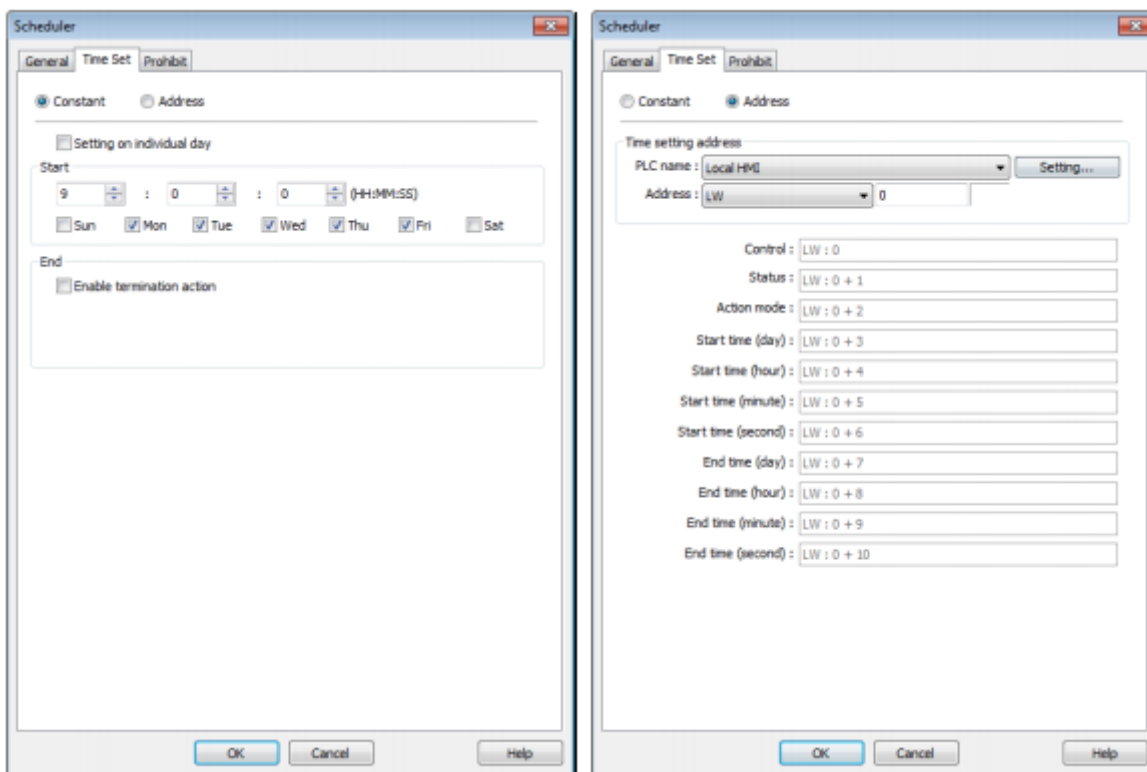 Scheduler
General Time Set Prohibit
Constant Address
Setting on individual day
Start
9 : 0 : 0 (HH:MM:SS)
Sun Mon Tue Wed Thu Fri Sat
End
Enable termination action
OK Cancel Help
Scheduler
General Time Set Prohibit
Constant Address
Time setting address
PLC name : Local HMI Setting...
Address : LW 0
Control : LW : 0
Status : LW : 0 + 1
Action mode : LW : 0 + 2
Start time (day) : LW : 0 + 3
Start time (hour) : LW : 0 + 4
Start time (minute) : LW : 0 + 5
Start time (second) : LW : 0 + 6
End time (day) : LW : 0 + 7
End time (hour) : LW : 0 + 8
End time (minute) : LW : 0 + 9
End time (second) : LW : 0 + 10
OK Cancel Help